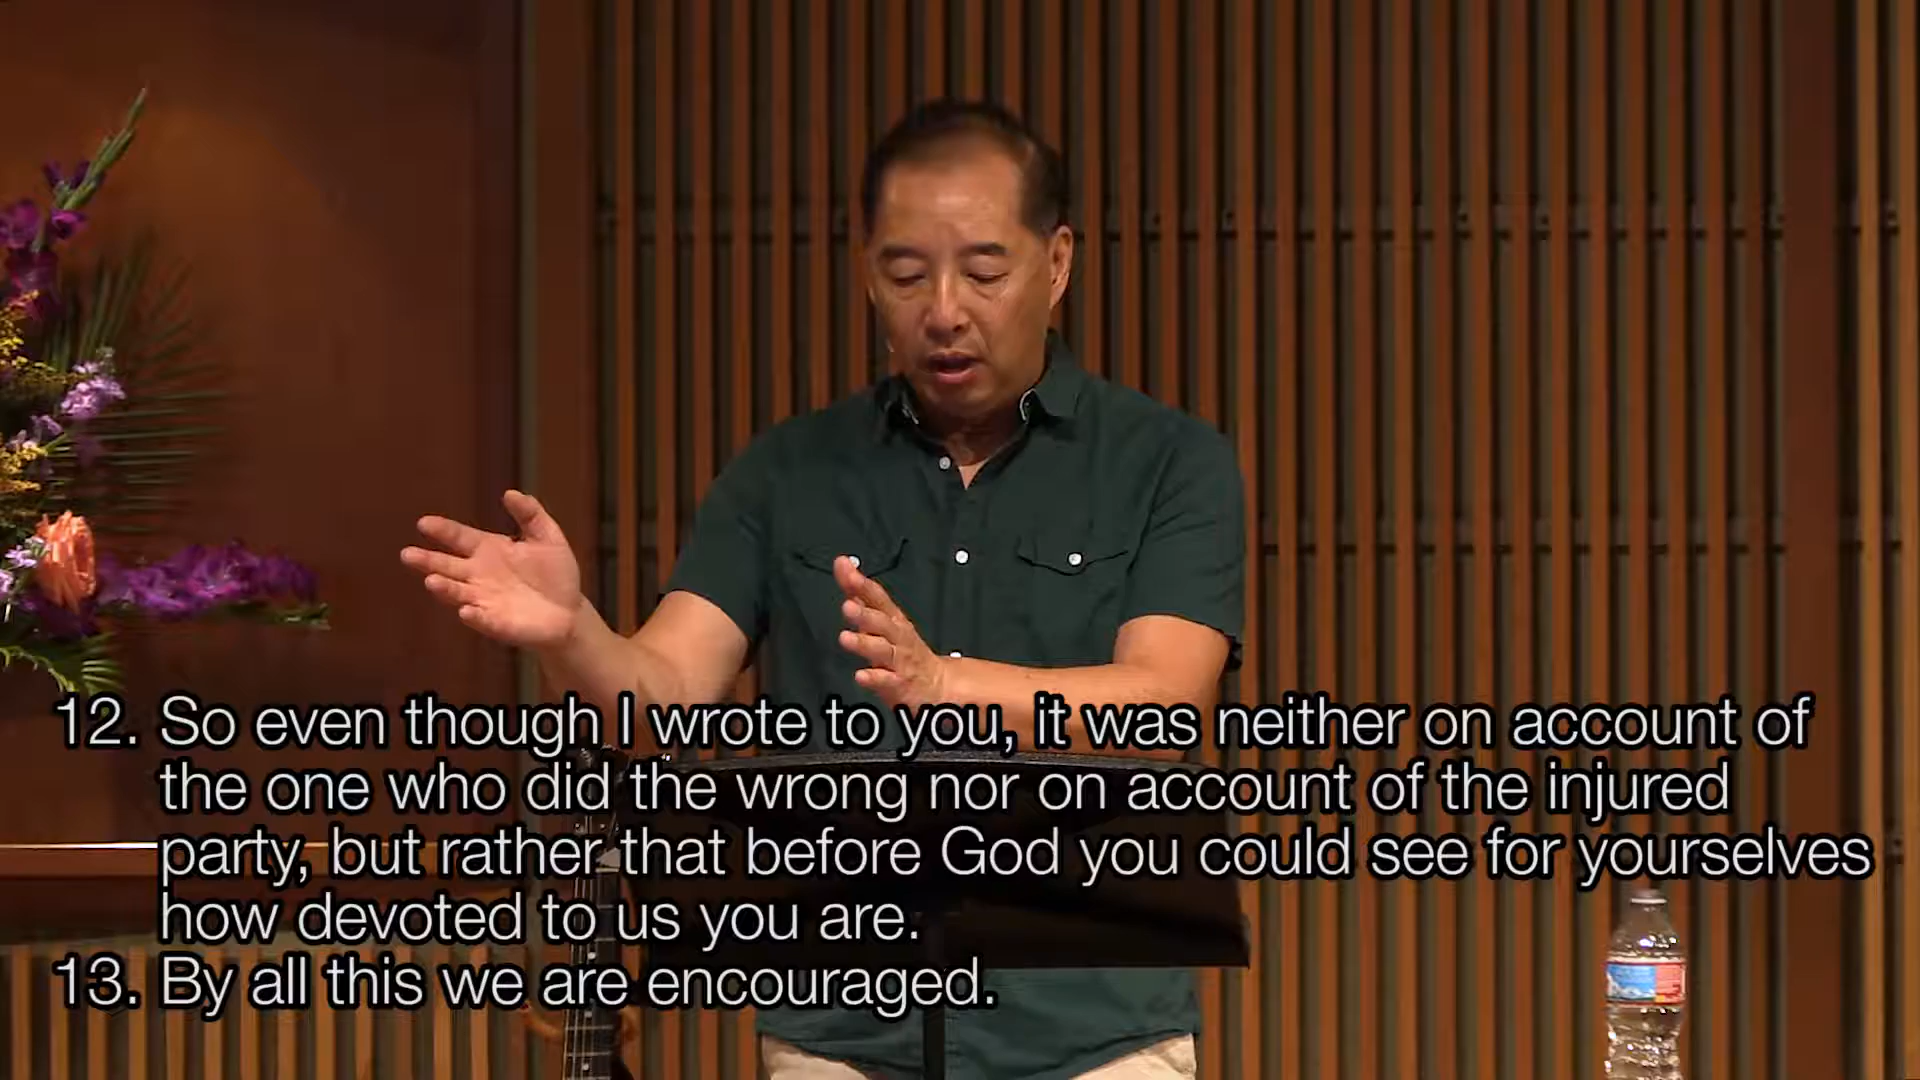 12. So even though I wrote to you, it was neither on account of
the one who did the wrong nor on account of the injured
party, but rather that before God you could see for yourselves
how devoted to us you are.
13. By all this we are encouraged.